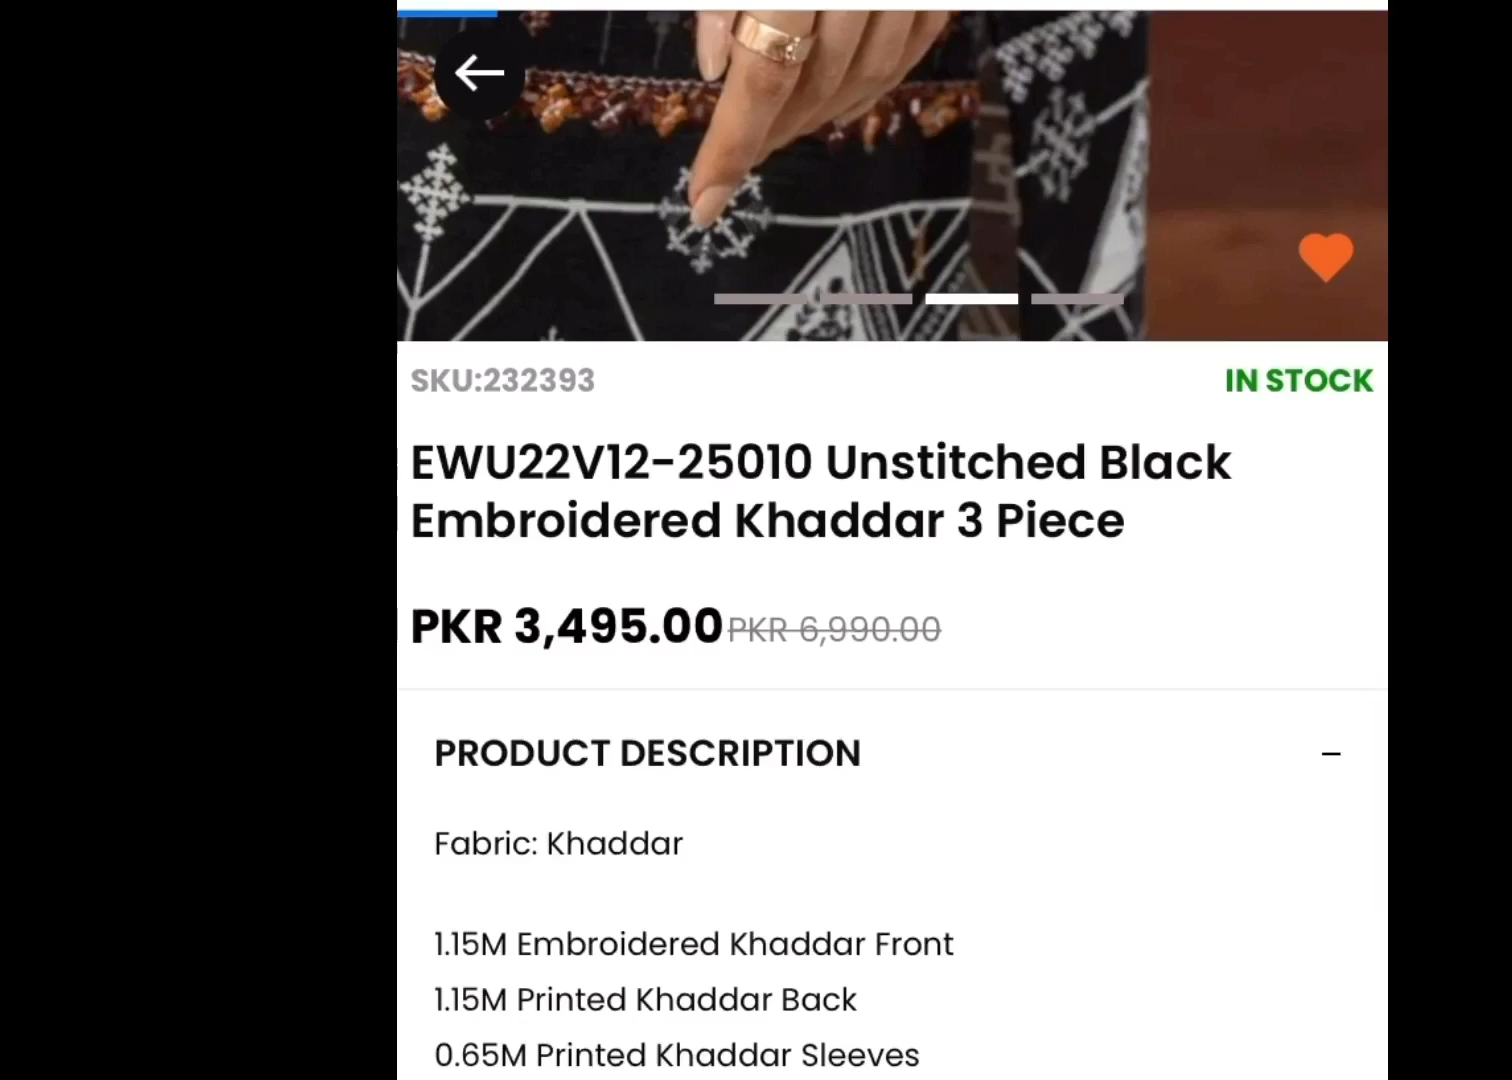 SKU:232393
IN STOCK
EWU22V12-25010 Unstitched Black
Embroidered Khaddar 3 Piece
PKR 3,495.00 PKR 6,990.00
PRODUCT DESCRIPTION
Fabric: Khaddar
1.15M Embroidered Khaddar Front
1.15M Printed Khaddar Back
0.65M Printed Khaddar Sleeves